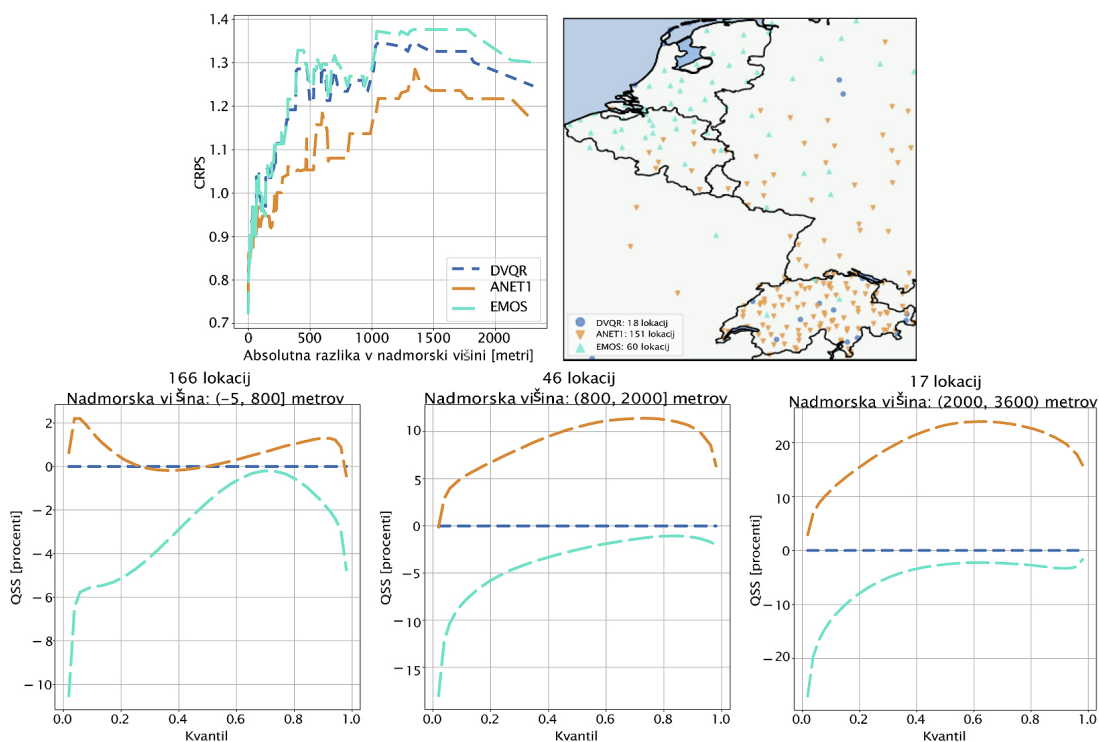 1.4
1.3
1.2
1.1
1.0
0.9
0.8
0.7
CRPS
0
500
1000
1500
2000
Absolutna razlika v nadmorski višini [metri]
DVQR
ANET1
EMOS
DVQR: 18 lokacij
ANET1: 151 lokacij
EMOS: 60 lokacij
166 lokacij
Nadmorska višina: (−5, 800] metrov
2
0
−2
−4
−6
−8
−10
QSS [procenti]
0.0
0.2
0.4
0.6
0.8
1.0
Kvantil
46 lokacij
Nadmorska višina: (800, 2000] metrov
10
5
0
−5
−10
−15
QSS [procenti]
0.0
0.2
0.4
0.6
0.8
1.0
Kvantil
17 lokacij
Nadmorska višina: (2000, 3600) metrov
20
10
0
−10
−20
QSS [procenti]
0.0
0.2
0.4
0.6
0.8
1.0
Kvantil